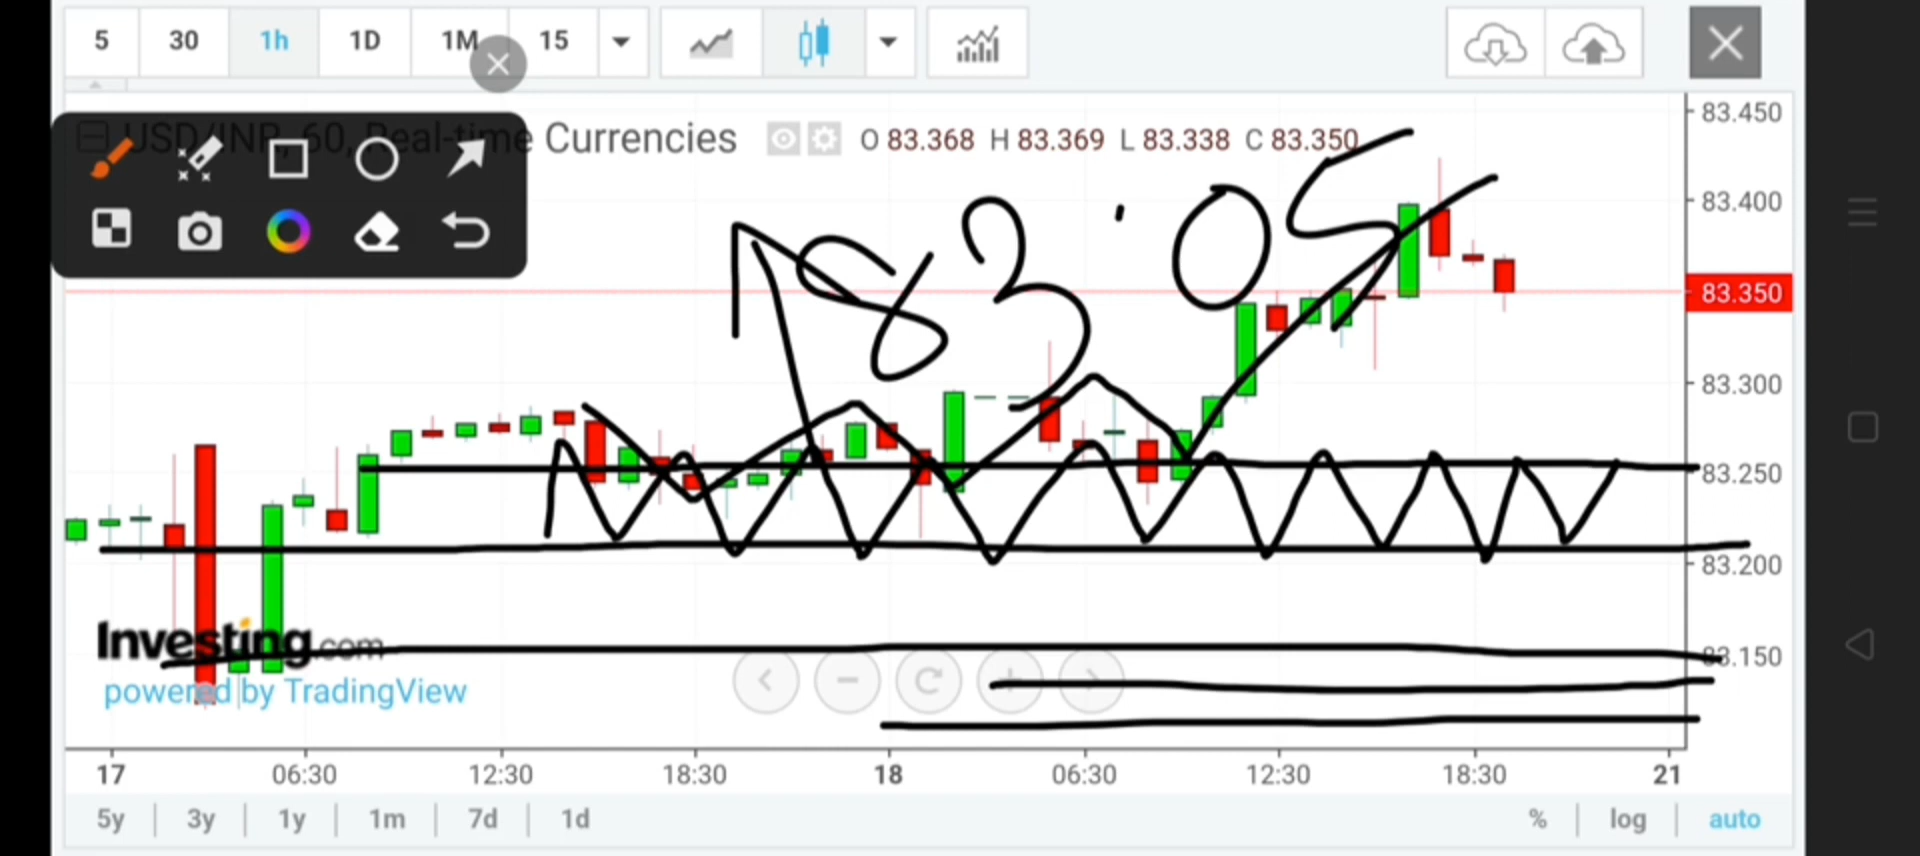 5 30 1h 1D 1M 15
83.450
USD/INR, 60, Real-time Currencies O 83.368 H 83.369 L 83.338 C 83.350
83.400
83.05
83.350
83.300
83.250
83.200
Investing.com
83.150
powered by TradingView
17 06:30 12:30 18:30 18 06:30 12:30 18:30 21
5y 3y 1y 1m 7d 1d % log auto